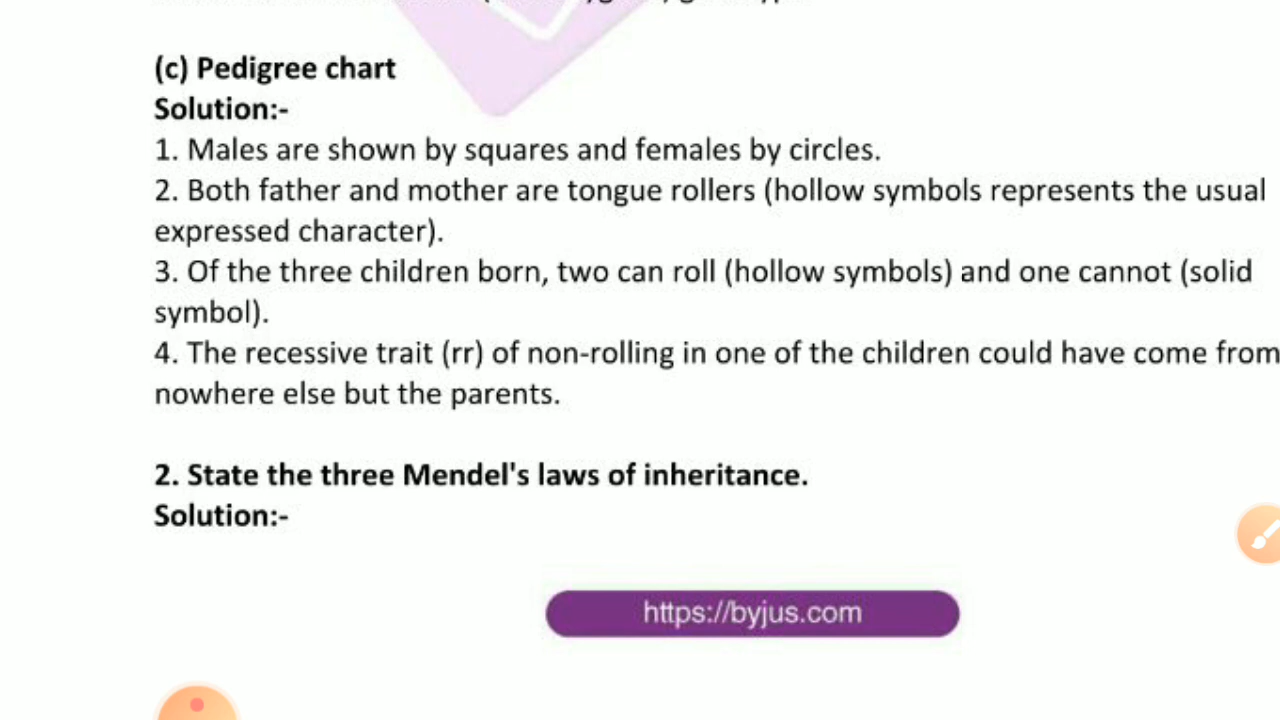 (c) Pedigree chart
Solution:-
1. Males are shown by squares and females by circles.
2. Both father and mother are tongue rollers (hollow symbols represents the usual
expressed character).
3. Of the three children born, two can roll (hollow symbols) and one cannot (solid
symbol).
4. The recessive trait (rr) of non-rolling in one of the children could have come from
nowhere else but the parents.
2. State the three Mendel's laws of inheritance.
Solution:-
https://byjus.com